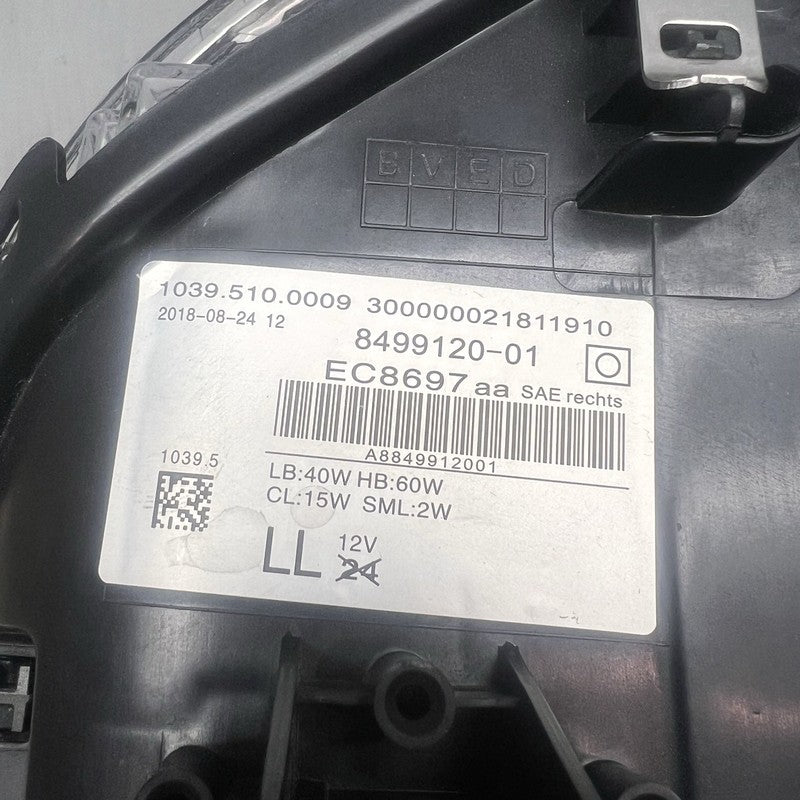 BVED
1039.510.0009 300000021811910
2018-08-24 12
8499120-01
EC8697 aa SAE rechts
A8849912001
1039.5
LB:40W HB:60W
CL:15W SML:2W
LL 12V
24